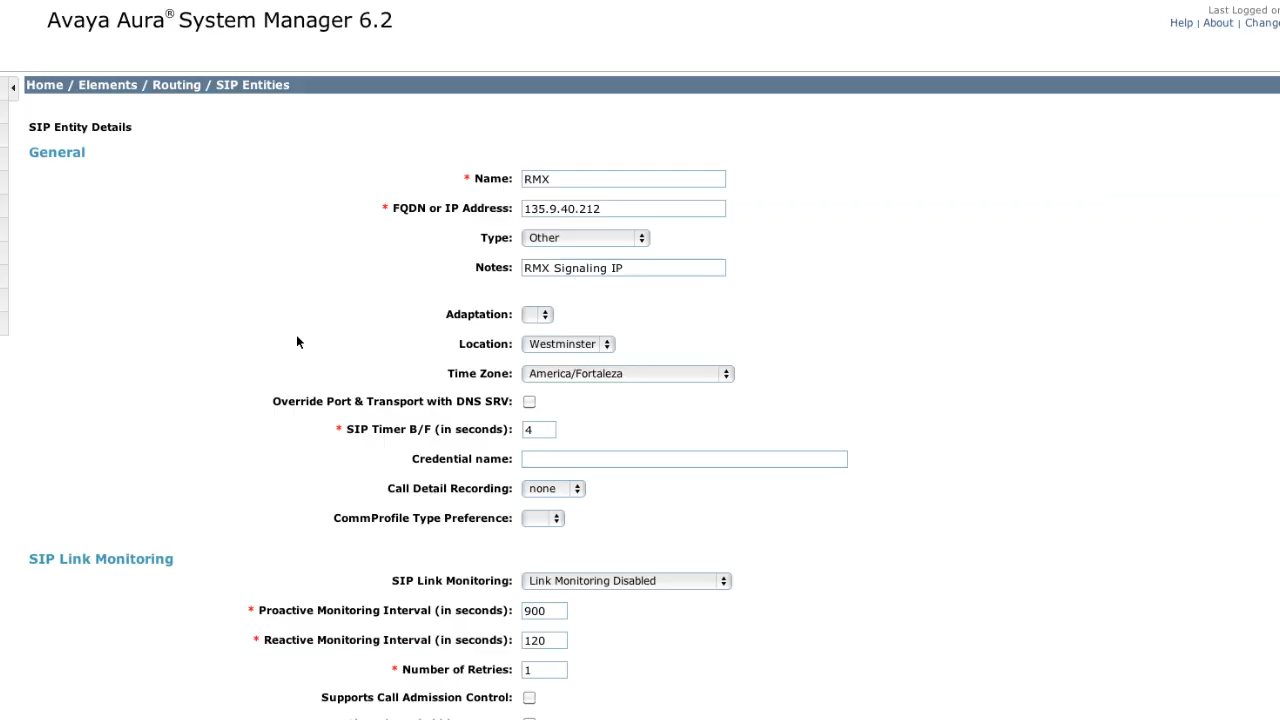 Avaya Aura® System Manager 6.2
Last Logged
Help | About | Change
Home / Elements / Routing / SIP Entities
SIP Entity Details
General
* Name: RMX
* FQDN or IP Address: 135.9.40.212
Type: Other
Notes: RMX Signaling IP
Adaptation:
Location: Westminster
Time Zone: America/Fortaleza
Override Port & Transport with DNS SRV:
* SIP Timer B/F (in seconds): 4
Credential name:
Call Detail Recording: none
CommProfile Type Preference:
SIP Link Monitoring
SIP Link Monitoring: Link Monitoring Disabled
* Proactive Monitoring Interval (in seconds): 900
* Reactive Monitoring Interval (in seconds): 120
* Number of Retries: 1
Supports Call Admission Control: